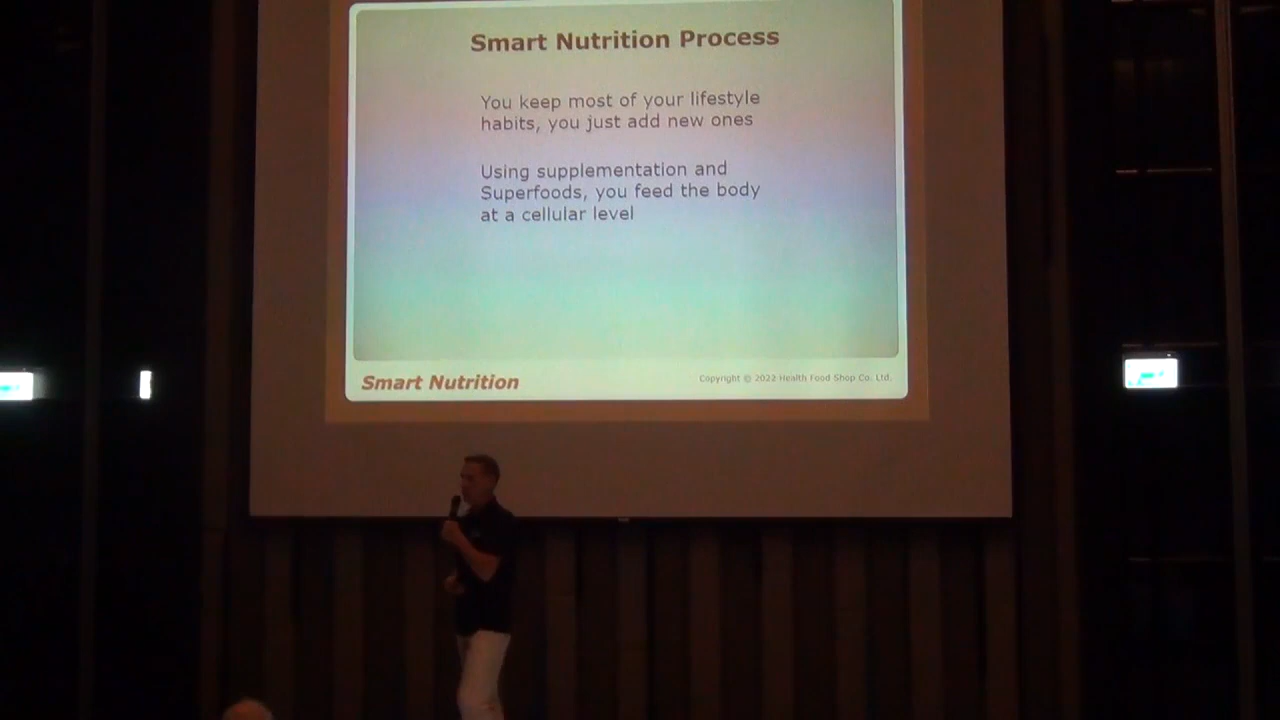 Smart Nutrition Process
You keep most of your lifestyle
habits, you just add new ones
Using supplementation and
Superfoods, you feed the body
at a cellular level
Smart Nutrition
Copyright © 2022 Health Food Shop Co. Ltd.